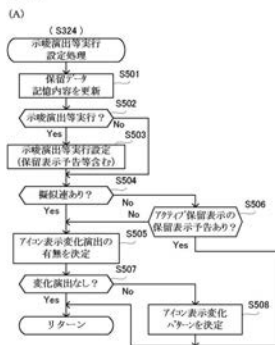 (A)
(S324)
示唆演出等実行
設定処理
S501
保留データ
記憶内容を更新
S502
示唆演出等実行?
No
Yes
S503
示唆演出等実行設定
(保留表示予告等含む)
S504
擬似連あり?
No
Yes
S506
アクティブ保留表示の
保留表示予告あり?
No
Yes
S505
アイコン表示変化演出の
有無を決定
S507
変化演出なし?
No
Yes
S508
アイコン表示変化
パターンを決定
リターン